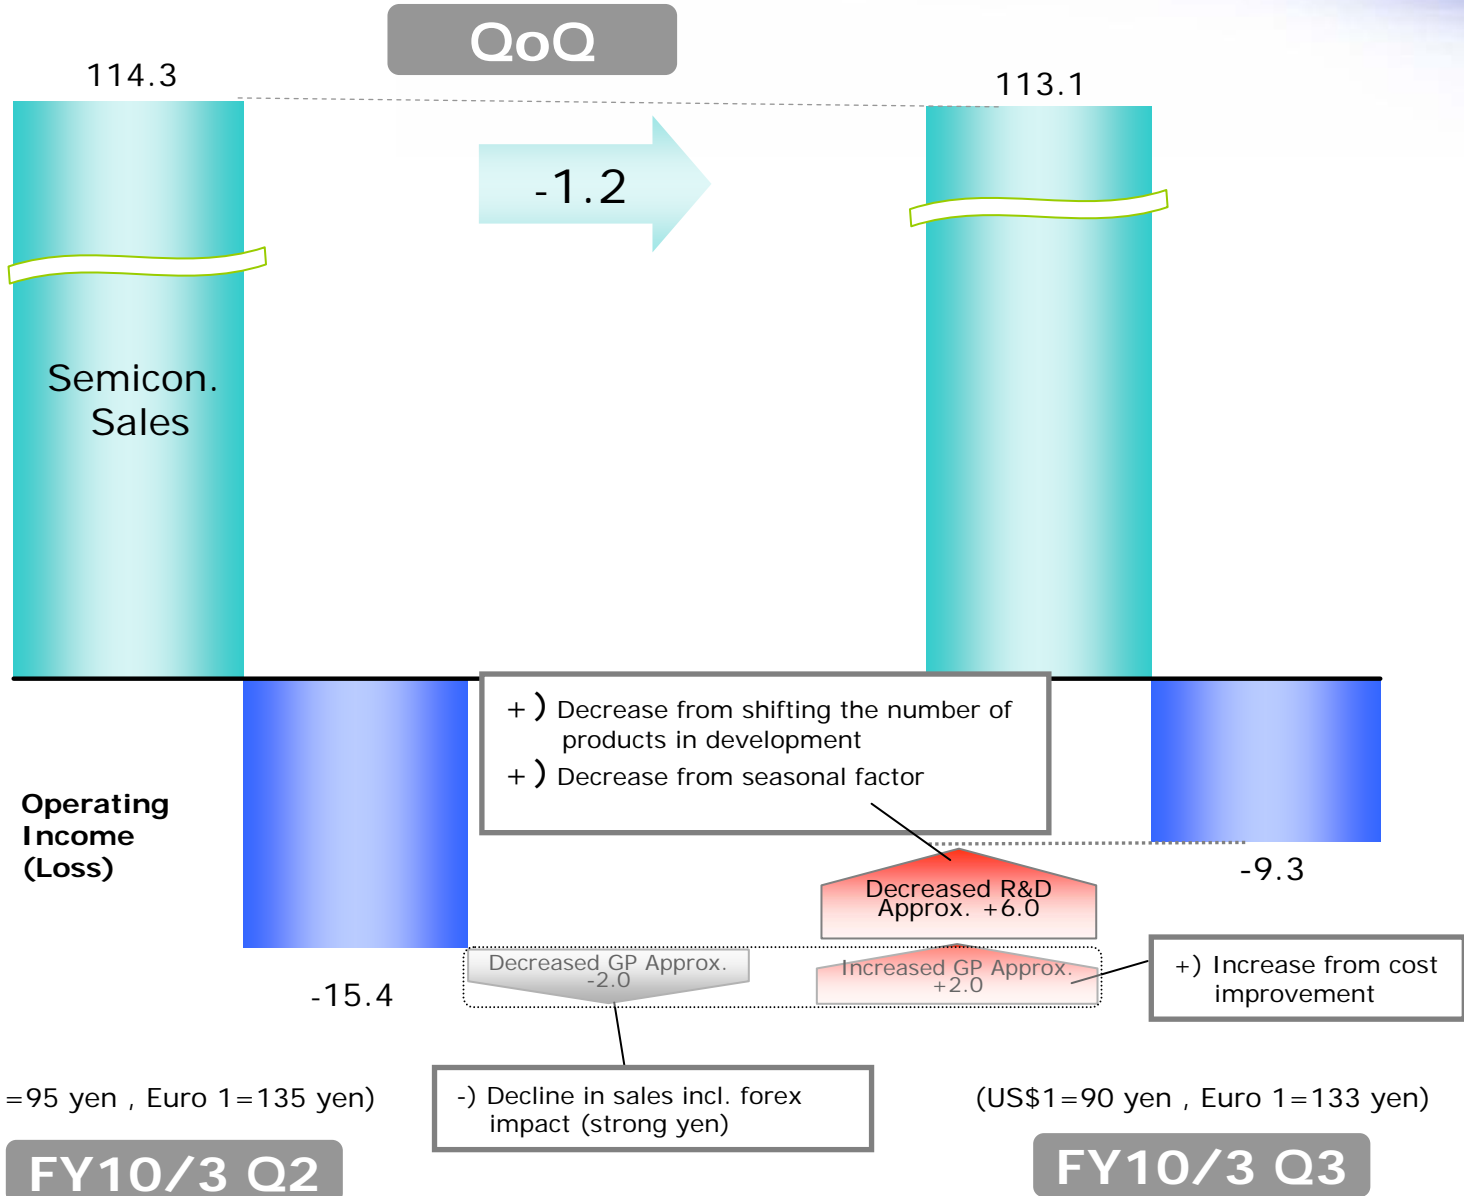 QoQ
114.3
113.1
-1.2
Semicon.
Sales
+) Decrease from shifting the number of
products in development
+) Decrease from seasonal factor
Operating
Income
(Loss)
-9.3
Decreased R&D
Approx. +6.0
Decreased GP Approx.
-2.0
Increased GP Approx.
+2.0
+) Increase from cost
improvement
-15.4
-) Decline in sales incl. forex
impact (strong yen)
=95 yen , Euro 1=135 yen)
(US$1=90 yen , Euro 1=133 yen)
FY10/3 Q2
FY10/3 Q3